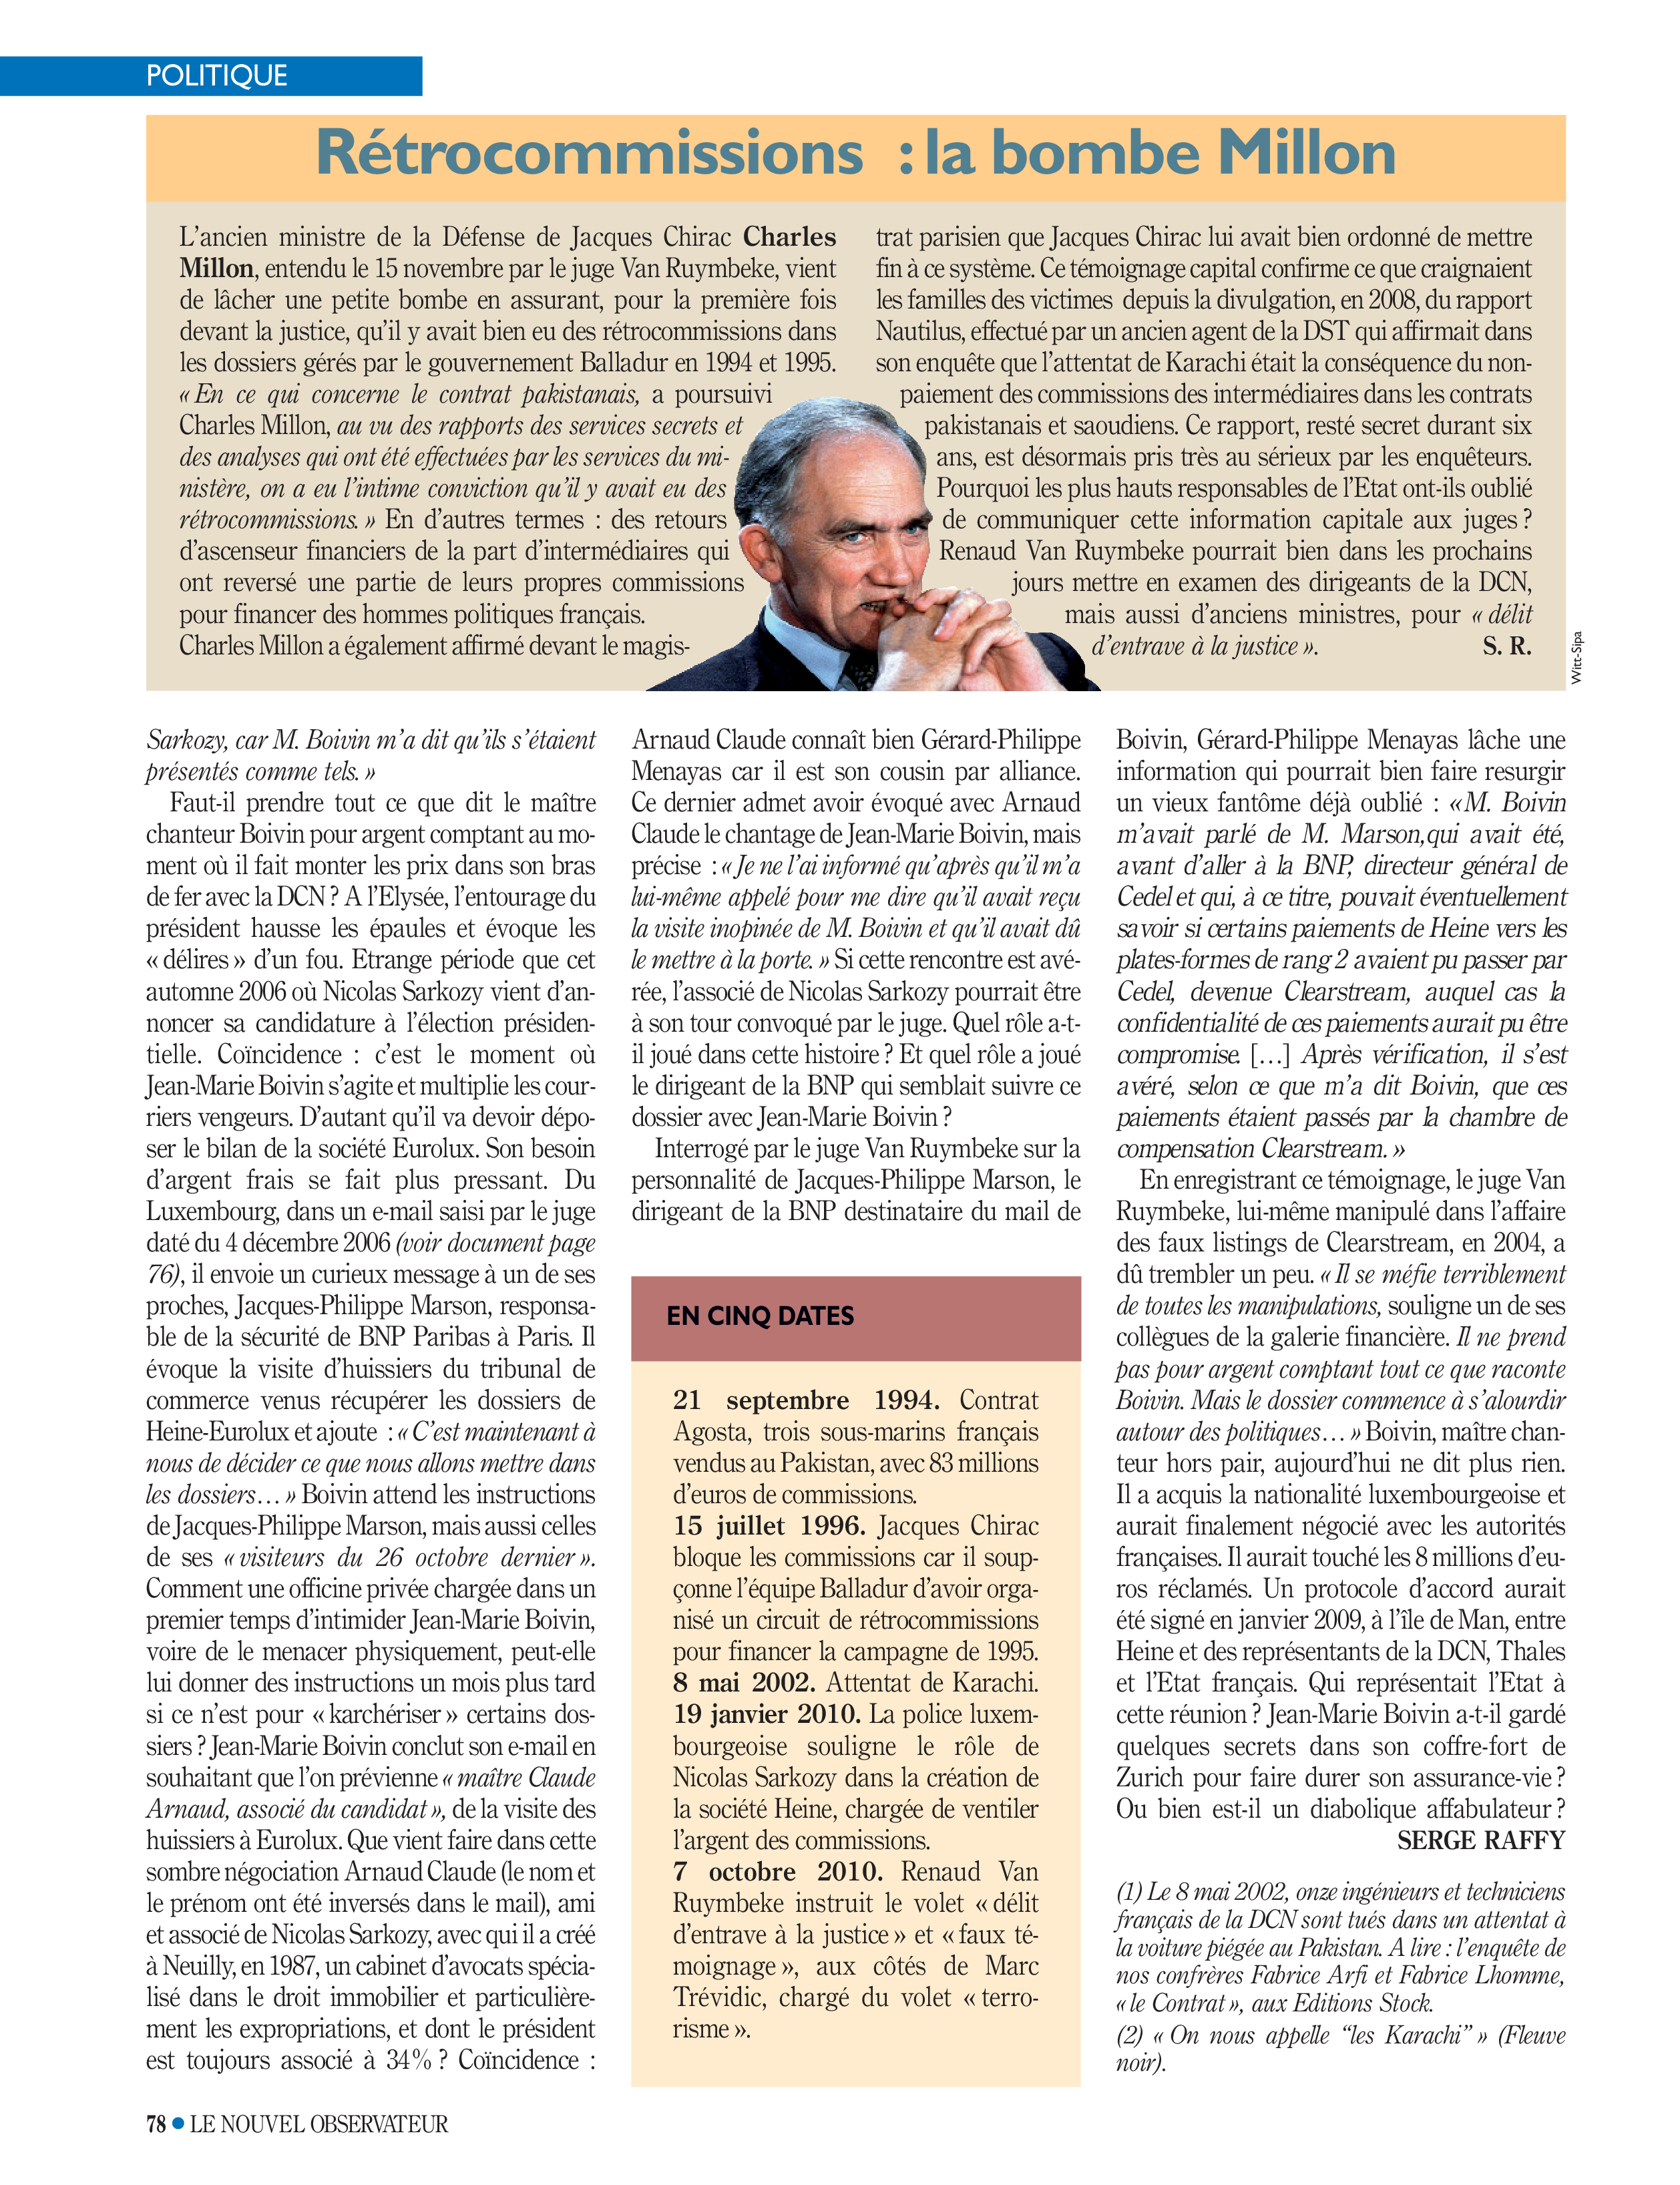 POLITIQUE
Rétrocommissions : la bombe Millon
L’ancien ministre de la Défense de Jacques Chirac Charles
Millon, entendu le 15 novembre par le juge Van Ruymbeke, vient
de lâcher une petite bombe en assurant, pour la première fois
devant la justice, qu’il y avait bien eu des rétrocommissions dans
les dossiers gérés par le gouvernement Balladur en 1994 et 1995.
« En ce qui concerne le contrat pakistanais, a poursuivi
Charles Millon, au vu des rapports des services secrets et
des analyses qui ont été effectuées par les services du mi-
nistère, on a eu l’intime conviction qu’il y avait eu des
rétrocommissions. » En d’autres termes : des retours
d’ascenseur financiers de la part d’intermédiaires qui
ont reversé une partie de leurs propres commissions
pour financer des hommes politiques français.
Charles Millon a également affirmé devant le magis-
trat parisien que Jacques Chirac lui avait bien ordonné de mettre
fin à ce système. Ce témoignage capital confirme ce que craignaient
les familles des victimes depuis la divulgation, en 2008, du rapport
Nautilus, effectué par un ancien agent de la DST qui affirmait dans
son enquête que l’attentat de Karachi était la conséquence du non-
paiement des commissions des intermédiaires dans les contrats
pakistanais et saoudiens. Ce rapport, resté secret durant six
ans, est désormais pris très au sérieux par les enquêteurs.
Pourquoi les plus hauts responsables de l’Etat ont-ils oublié
de communiquer cette information capitale aux juges ?
Renaud Van Ruymbeke pourrait bien dans les prochains
jours mettre en examen des dirigeants de la DCN,
mais aussi d’anciens ministres, pour « délit
d’entrave à la justice ». S. R.
Witt-Sipa
Sarkozy, car M. Boivin m’a dit qu’ils s’étaient
présentés comme tels. »
Faut-il prendre tout ce que dit le maître
chanteur Boivin pour argent comptant au mo-
ment où il fait monter les prix dans son bras
de fer avec la DCN ? A l’Elysée, l’entourage du
président hausse les épaules et évoque les
« délires » d’un fou. Etrange période que cet
automne 2006 où Nicolas Sarkozy vient d’an-
noncer sa candidature à l’élection présiden-
tielle. Coïncidence : c’est le moment où
Jean-Marie Boivin s’agite et multiplie les cour-
riers vengeurs. D’autant qu’il va devoir dépo-
ser le bilan de la société Eurolux. Son besoin
d’argent frais se fait plus pressant. Du
Luxembourg, dans un e-mail saisi par le juge
daté du 4 décembre 2006 (voir document page
76), il envoie un curieux message à un de ses
proches, Jacques-Philippe Marson, responsa-
ble de la sécurité de BNP Paribas à Paris. Il
évoque la visite d’huissiers du tribunal de
commerce venus récupérer les dossiers de
Heine-Eurolux et ajoute : « C’est maintenant à
nous de décider ce que nous allons mettre dans
les dossiers… » Boivin attend les instructions
de Jacques-Philippe Marson, mais aussi celles
de ses « visiteurs du 26 octobre dernier ».
Comment une officine privée chargée dans un
premier temps d’intimider Jean-Marie Boivin,
voire de le menacer physiquement, peut-elle
lui donner des instructions un mois plus tard
si ce n’est pour « karchériser » certains dos-
siers ? Jean-Marie Boivin conclut son e-mail en
souhaitant que l’on prévienne « maître Claude
Arnaud, associé du candidat », de la visite des
huissiers à Eurolux. Que vient faire dans cette
sombre négociation Arnaud Claude (le nom et
le prénom ont été inversés dans le mail), ami
et associé de Nicolas Sarkozy, avec qui il a créé
à Neuilly, en 1987, un cabinet d’avocats spécia-
lisé dans le droit immobilier et particulière-
ment les expropriations, et dont le président
est toujours associé à 34 % ? Coïncidence :
Arnaud Claude connaît bien Gérard-Philippe
Menayas car il est son cousin par alliance.
Ce dernier admet avoir évoqué avec Arnaud
Claude le chantage de Jean-Marie Boivin, mais
précise : « Je ne l’ai informé qu’après qu’il m’a
lui-même appelé pour me dire qu’il avait reçu
la visite inopinée de M. Boivin et qu’il avait dû
le mettre à la porte. » Si cette rencontre est avé-
rée, l’associé de Nicolas Sarkozy pourrait être
à son tour convoqué par le juge. Quel rôle a-t-
il joué dans cette histoire ? Et quel rôle a joué
le dirigeant de la BNP qui semblait suivre ce
dossier avec Jean-Marie Boivin ?
Interrogé par le juge Van Ruymbeke sur la
personnalité de Jacques-Philippe Marson, le
dirigeant de la BNP destinataire du mail de
EN CINQ DATES
21 septembre 1994. Contrat
Agosta, trois sous-marins français
vendus au Pakistan, avec 83 millions
d’euros de commissions.
15 juillet 1996. Jacques Chirac
bloque les commissions car il soup-
çonne l’équipe Balladur d’avoir orga-
nisé un circuit de rétrocommissions
pour financer la campagne de 1995.
8 mai 2002. Attentat de Karachi.
19 janvier 2010. La police luxem-
bourgeoise souligne le rôle de
Nicolas Sarkozy dans la création de
la société Heine, chargée de ventiler
l’argent des commissions.
7 octobre 2010. Renaud Van
Ruymbeke instruit le volet « délit
d’entrave à la justice » et « faux té-
moignage », aux côtés de Marc
Trévidic, chargé du volet « terro-
risme ».
Boivin, Gérard-Philippe Menayas lâche une
information qui pourrait bien faire resurgir
un vieux fantôme déjà oublié : « M. Boivin
m’avait parlé de M. Marson,qui avait été,
avant d’aller à la BNP, directeur général de
Cedel et qui, à ce titre, pouvait éventuellement
savoir si certains paiements de Heine vers les
plates-formes de rang 2 avaient pu passer par
Cedel, devenue Clearstream, auquel cas la
confidentialité de ces paiements aurait pu être
compromise. […] Après vérification, il s’est
avéré, selon ce que m’a dit Boivin, que ces
paiements étaient passés par la chambre de
compensation Clearstream. »
En enregistrant ce témoignage, le juge Van
Ruymbeke, lui-même manipulé dans l’affaire
des faux listings de Clearstream, en 2004, a
dû trembler un peu. « Il se méfie terriblement
de toutes les manipulations, souligne un de ses
collègues de la galerie financière. Il ne prend
pas pour argent comptant tout ce que raconte
Boivin. Mais le dossier commence à s’alourdir
autour des politiques… » Boivin, maître chan-
teur hors pair, aujourd’hui ne dit plus rien.
Il a acquis la nationalité luxembourgeoise et
aurait finalement négocié avec les autorités
françaises. Il aurait touché les 8 millions d’eu-
ros réclamés. Un protocole d’accord aurait
été signé en janvier 2009, à l’île de Man, entre
Heine et des représentants de la DCN, Thales
et l’Etat français. Qui représentait l’Etat à
cette réunion ? Jean-Marie Boivin a-t-il gardé
quelques secrets dans son coffre-fort de
Zurich pour faire durer son assurance-vie ?
Ou bien est-il un diabolique affabulateur ?
SERGE RAFFY
(1) Le 8 mai 2002, onze ingénieurs et techniciens
français de la DCN sont tués dans un attentat à
la voiture piégée au Pakistan. A lire : l’enquête de
nos confrères Fabrice Arfi et Fabrice Lhomme,
« le Contrat », aux Editions Stock.
(2) « On nous appelle “les Karachi” » (Fleuve
noir).
78 ● LE NOUVEL OBSERVATEUR